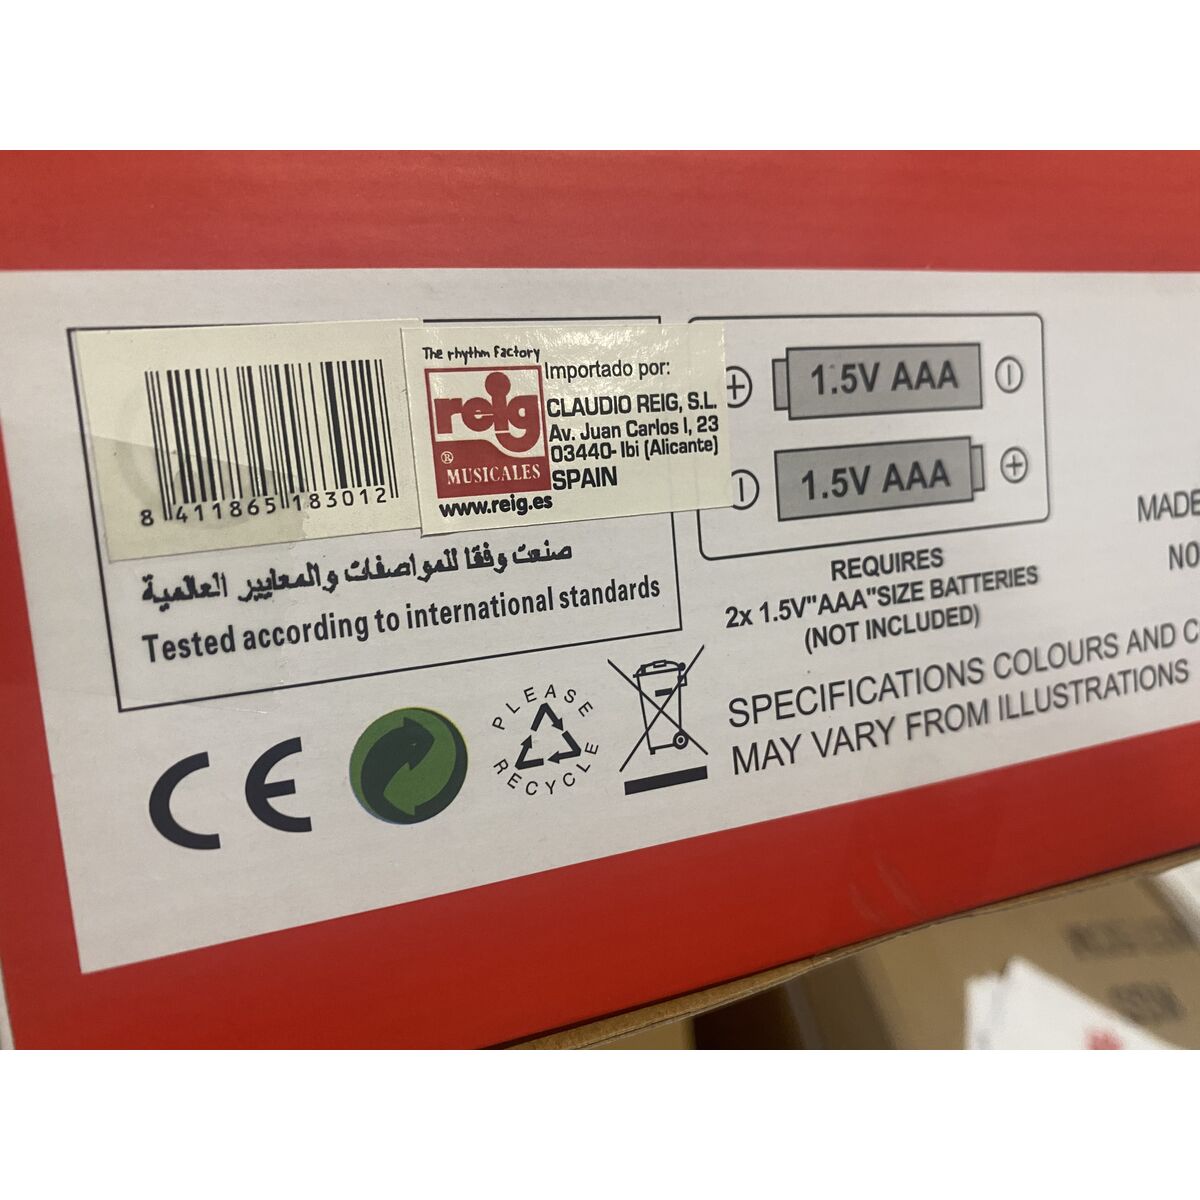 8 411865 183012
The rhythm factory
reig
®
MUSICALES
www.reig.es
Importado por:
CLAUDIO REIG, S.L.
Av. Juan Carlos I, 23
03440- Ibi (Alicante)
SPAIN
صنعت وفقا للمواصفات والمعايير العالمية
Tested according to international standards
+ 1.5V AAA -
- 1.5V AAA +
REQUIRES
2x 1.5V"AAA"SIZE BATTERIES
(NOT INCLUDED)
MADE
NO
SPECIFICATIONS COLOURS AND C
MAY VARY FROM ILLUSTRATIONS
CE
PLEASE
RECYCLE